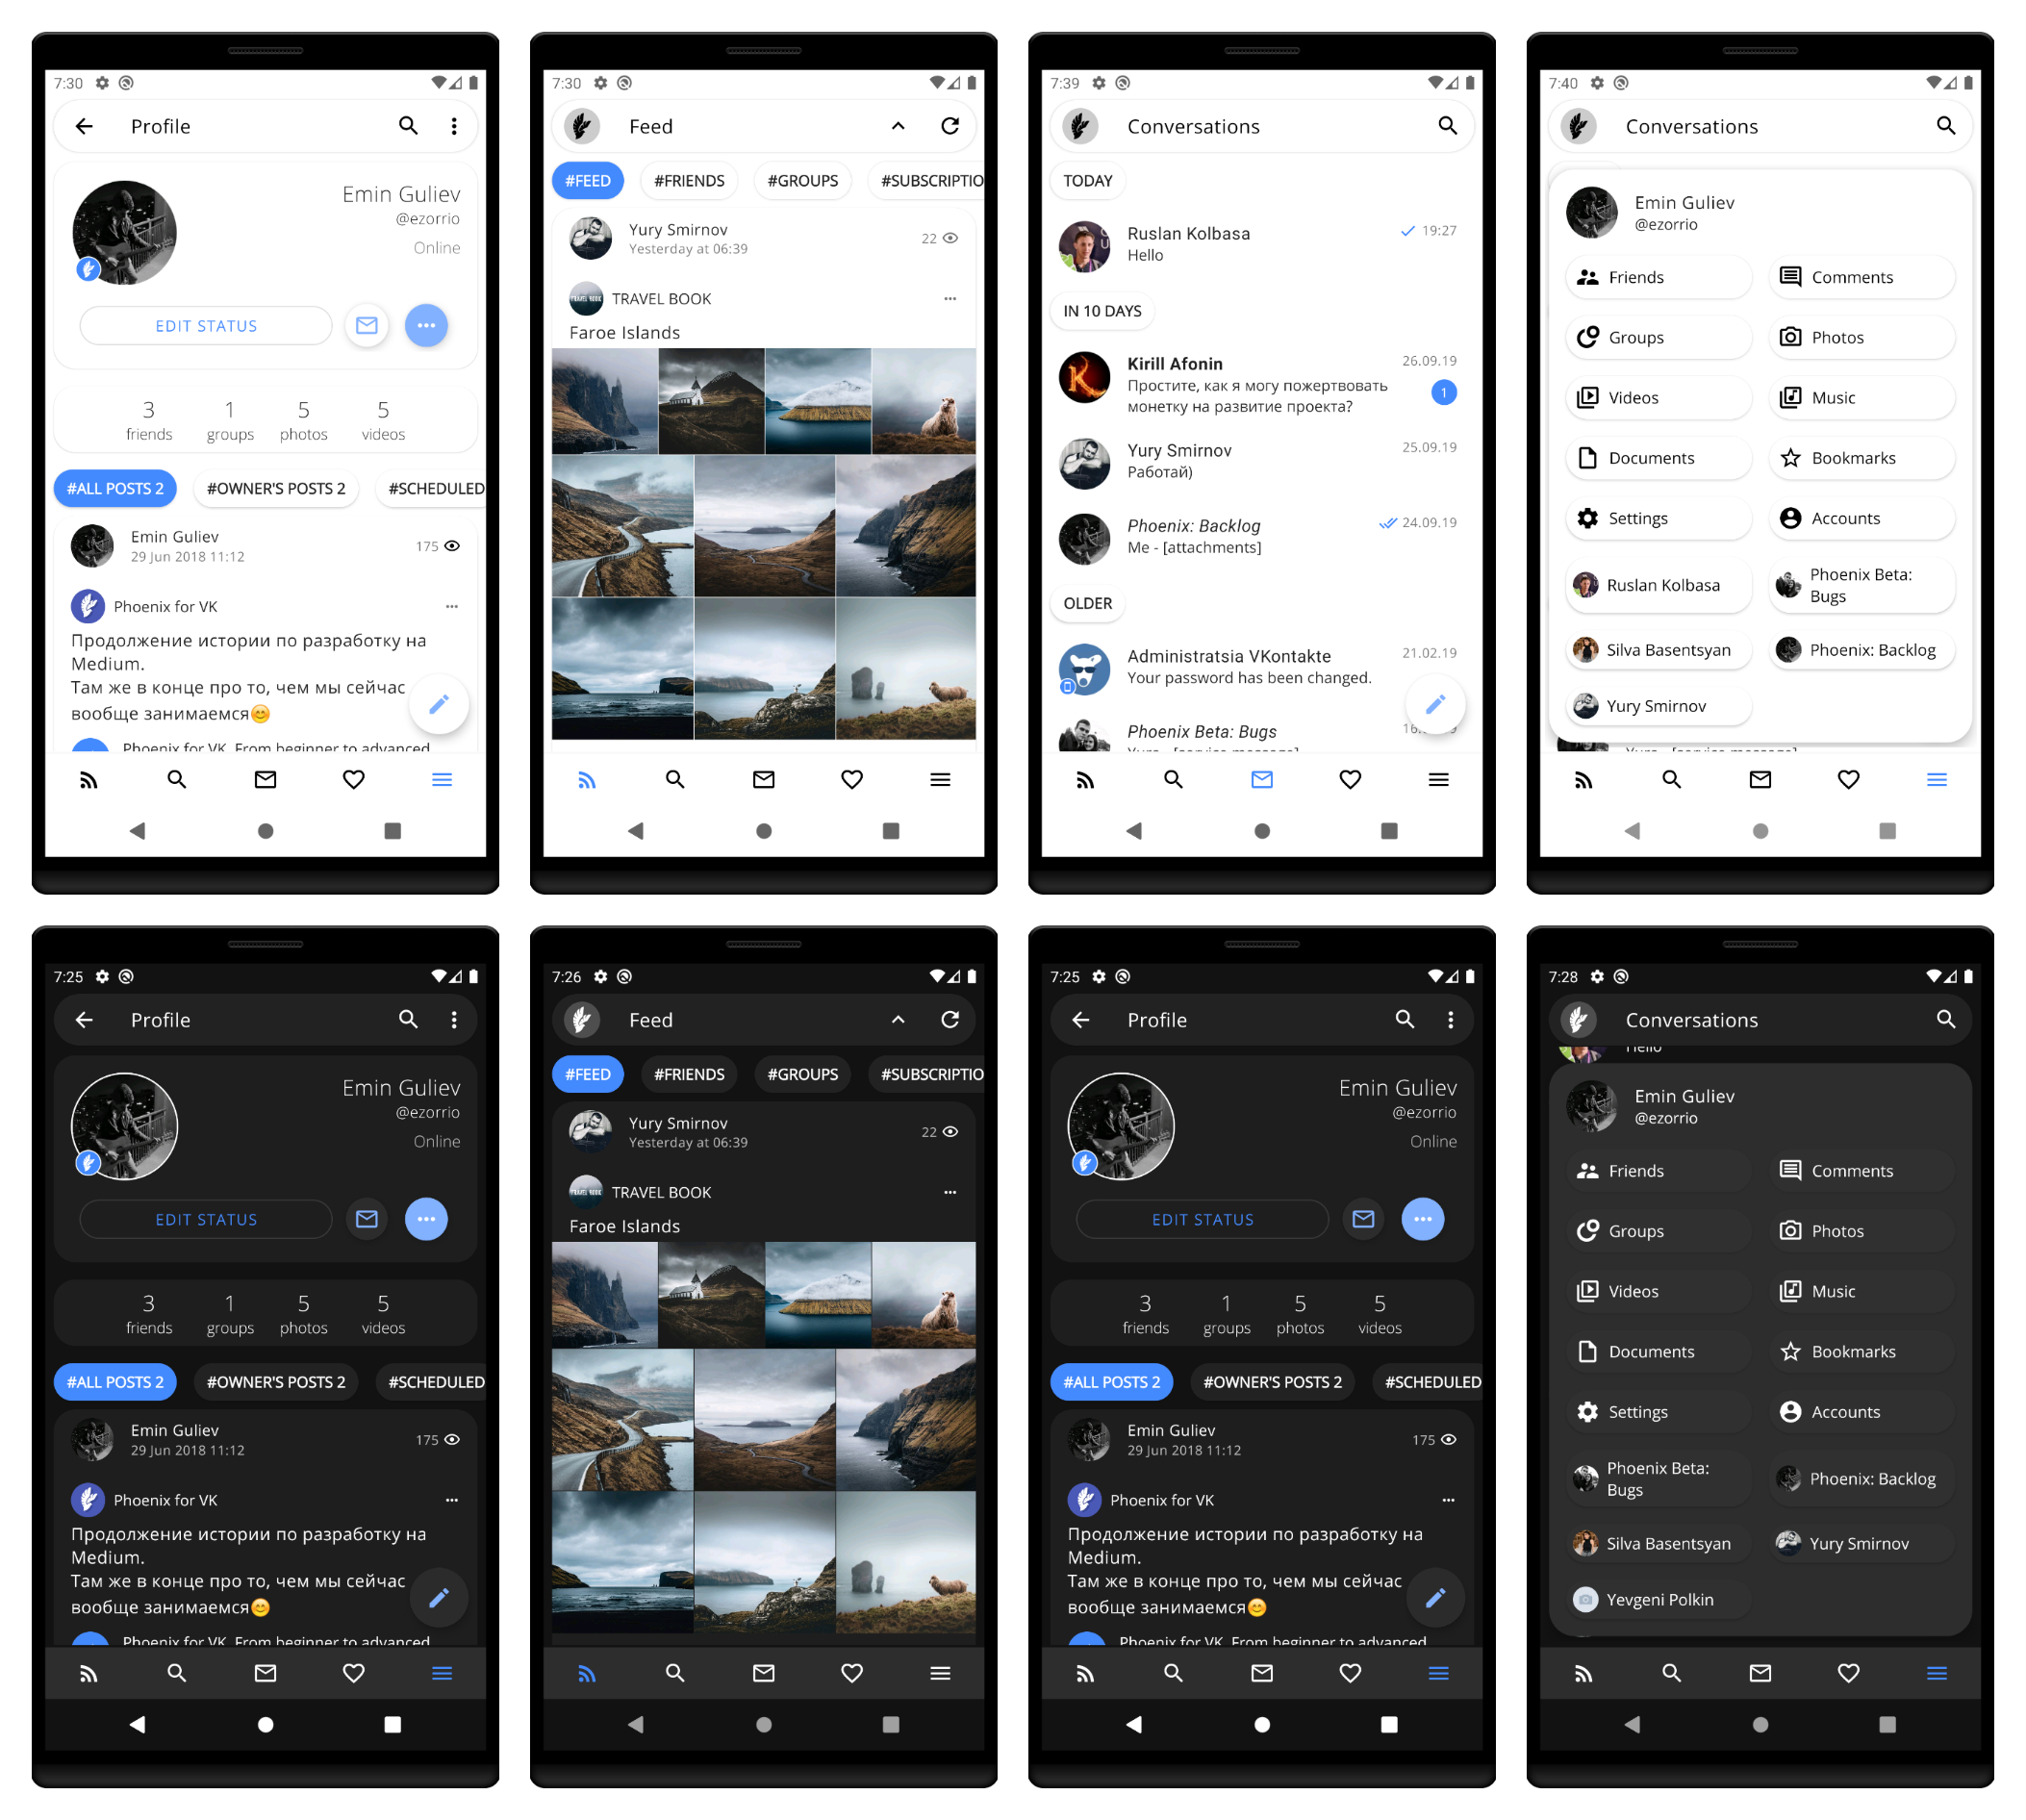 7:30
Profile
Emin Guliev
@ezorrio
Online
EDIT STATUS
3 1 5 5
friends groups photos videos
#ALL POSTS 2 #OWNER'S POSTS 2 #SCHEDULED
Emin Guliev
29 Jun 2018 11:12
175
Phoenix for VK
Продолжение истории по разработку на
Medium.
Там же в конце про то, чем мы сейчас
вообще занимаемся😊
Phoenix for VK. From beginner to advanced
7:30
Feed
#FEED #FRIENDS #GROUPS #SUBSCRIPTIO
Yury Smirnov
Yesterday at 06:39
22
TRAVEL BOOK
TRAVEL BOOK
Faroe Islands
7:39
Conversations
TODAY
Ruslan Kolbasa 19:27
Hello
IN 10 DAYS
Kirill Afonin 26.09.19
Простите, как я могу пожертвовать
монетку на развитие проекта?
1
Yury Smirnov 25.09.19
Работай)
Phoenix: Backlog 24.09.19
Me - [attachments]
OLDER
Administratsia VKontakte 21.02.19
Your password has been changed.
Phoenix Beta: Bugs
Yura - [service message]
7:40
Conversations
Emin Guliev
@ezorrio
Friends Comments
Groups Photos
Videos Music
Documents Bookmarks
Settings Accounts
Ruslan Kolbasa Phoenix Beta:
Bugs
Silva Basentsyan Phoenix: Backlog
Yury Smirnov
7:25
Profile
Emin Guliev
@ezorrio
Online
EDIT STATUS
3 1 5 5
friends groups photos videos
#ALL POSTS 2 #OWNER'S POSTS 2 #SCHEDULED
Emin Guliev
29 Jun 2018 11:12
175
Phoenix for VK
Продолжение истории по разработку на
Medium.
Там же в конце про то, чем мы сейчас
вообще занимаемся😊
Phoenix for VK. From beginner to advanced
7:26
Feed
#FEED #FRIENDS #GROUPS #SUBSCRIPTIO
Yury Smirnov
Yesterday at 06:39
22
TRAVEL BOOK
TRAVEL BOOK
Faroe Islands
7:25
Profile
Emin Guliev
@ezorrio
Online
EDIT STATUS
3 1 5 5
friends groups photos videos
#ALL POSTS 2 #OWNER'S POSTS 2 #SCHEDULED
Emin Guliev
29 Jun 2018 11:12
175
Phoenix for VK
Продолжение истории по разработку на
Medium.
Там же в конце про то, чем мы сейчас
вообще занимаемся😊
Phoenix for VK. From beginner to advanced
7:28
Conversations
Hello
Emin Guliev
@ezorrio
Friends Comments
Groups Photos
Videos Music
Documents Bookmarks
Settings Accounts
Phoenix Beta:
Bugs
Phoenix: Backlog
Silva Basentsyan Yury Smirnov
Yevgeni Polkin